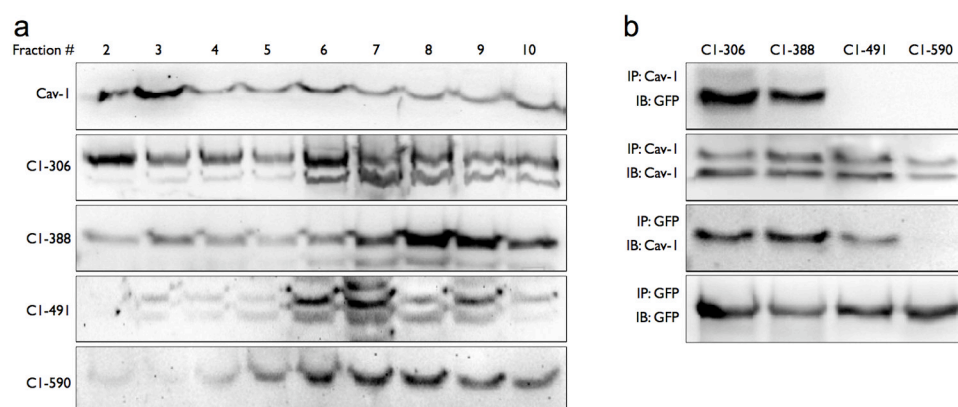 a
Fraction # 2 3 4 5 6 7 8 9 10
Cav-1
C1-306
C1-388
C1-491
C1-590
b
C1-306 C1-388 C1-491 C1-590
IP: Cav-1
IB: GFP
IP: Cav-1
IB: Cav-1
IP: GFP
IB: Cav-1
IP: GFP
IB: GFP